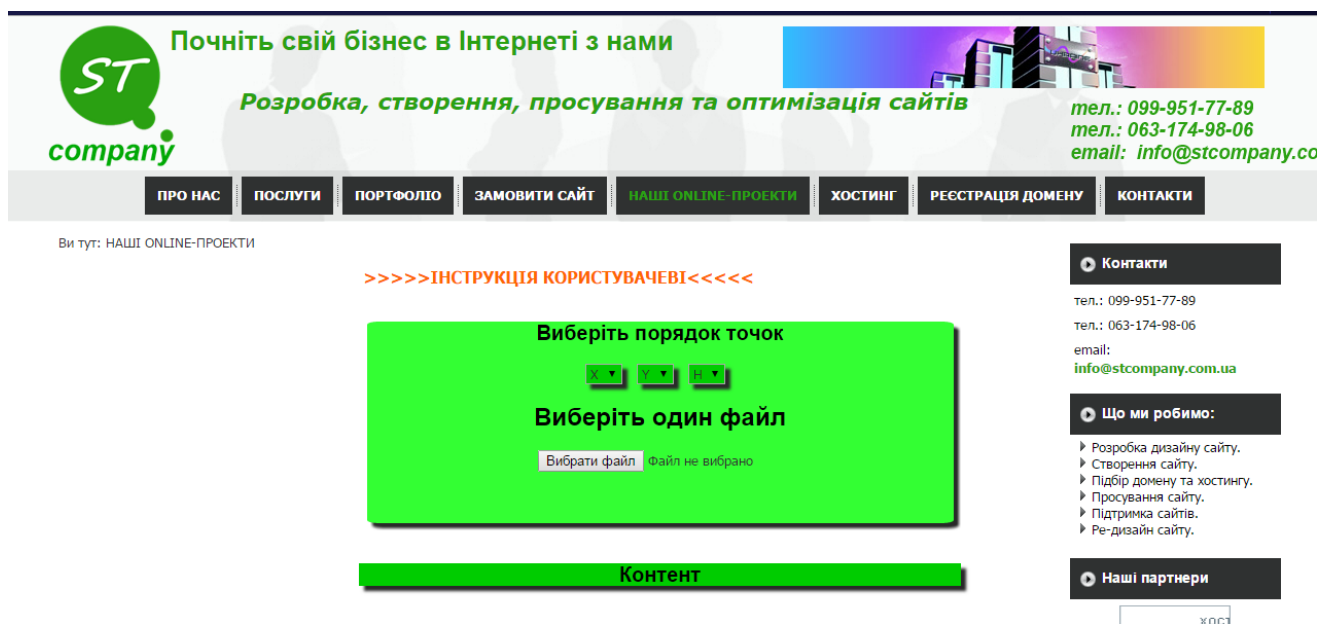 ST
company
Почніть свій бізнес в Інтернеті з нами
Розробка, створення, просування та оптимізація сайтів
тел.: 099-951-77-89
тел.: 063-174-98-06
email: info@stcompany.co
ПРО НАС ПОСЛУГИ ПОРТФОЛІО ЗАМОВИТИ САЙТ НАШІ ONLINE-ПРОЕКТИ ХОСТИНГ РЕЄСТРАЦІЯ ДОМЕНУ КОНТАКТИ
Ви тут: НАШІ ONLINE-ПРОЕКТИ
>>>>>ІНСТРУКЦІЯ КОРИСТУВАЧЕВІ<<<<<
Виберіть порядок точок
X Y H
Виберіть один файл
Вибрати файл Файл не вибрано
Контент
Контакти
тел.: 099-951-77-89
тел.: 063-174-98-06
email:
info@stcompany.com.ua
Що ми робимо:
Розробка дизайну сайту.
Створення сайту.
Підбір домену та хостингу.
Просування сайту.
Підтримка сайтів.
Ре-дизайн сайту.
Наші партнери